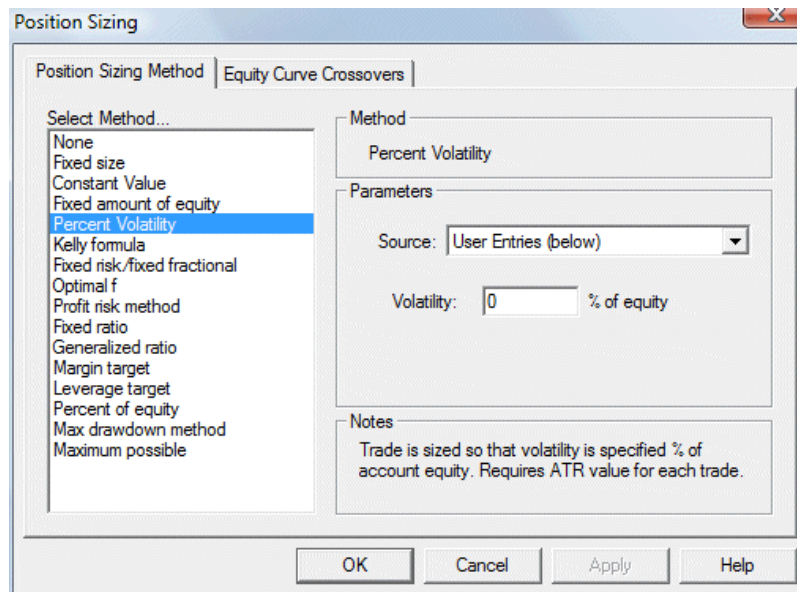 Position Sizing
Position Sizing Method
Equity Curve Crossovers
Select Method...
None
Fixed size
Constant Value
Fixed amount of equity
Percent Volatility
Kelly formula
Fixed risk/fixed fractional
Optimal f
Profit risk method
Fixed ratio
Generalized ratio
Margin target
Leverage target
Percent of equity
Max drawdown method
Maximum possible
Method
Percent Volatility
Parameters
Source: User Entries (below)
Volatility: 0 % of equity
Notes
Trade is sized so that volatility is specified % of
account equity. Requires ATR value for each trade.
OK Cancel Apply Help